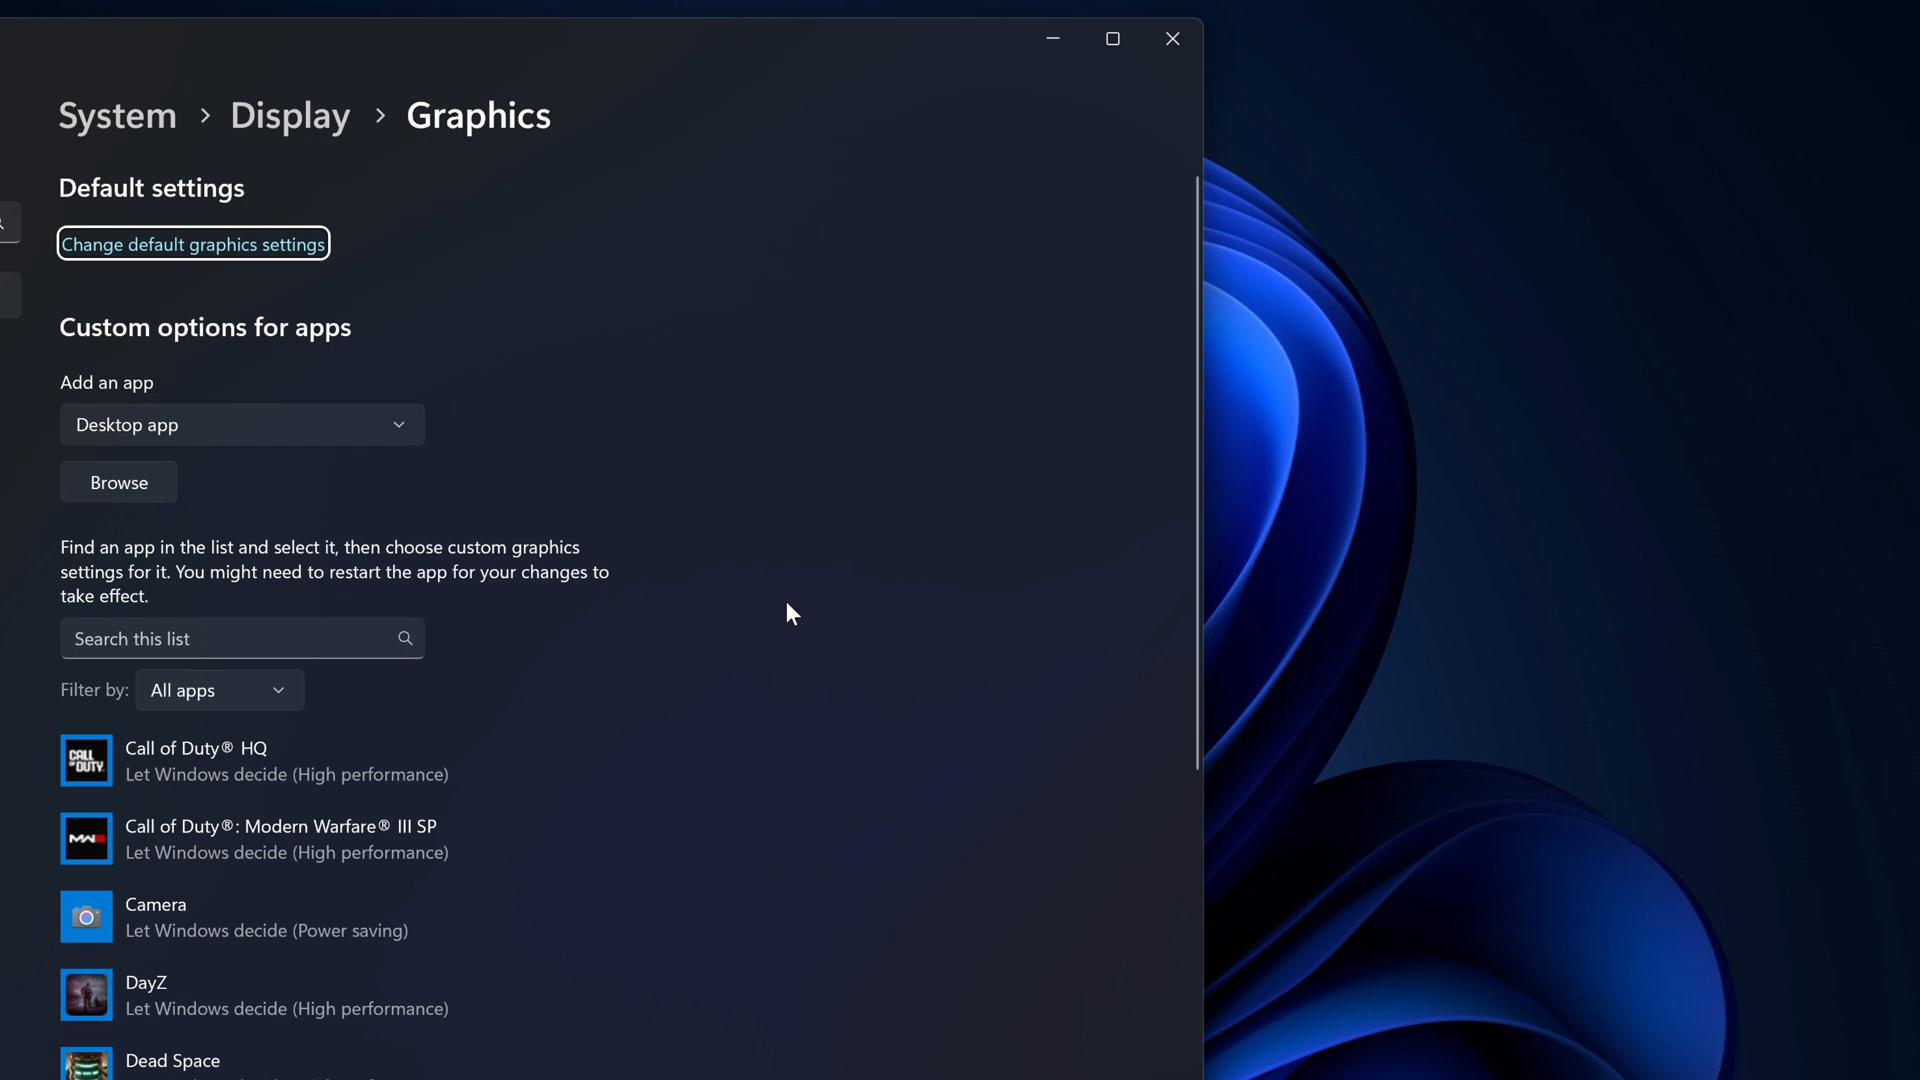 System > Display > Graphics
Default settings
Change default graphics settings
Custom options for apps
Add an app
Desktop app
Browse
Find an app in the list and select it, then choose custom graphics
settings for it. You might need to restart the app for your changes to
take effect.
Search this list
Filter by: All apps
CALL OF DUTY.
Call of Duty® HQ
Let Windows decide (High performance)
Call of Duty®: Modern Warfare® III SP
Let Windows decide (High performance)
Camera
Let Windows decide (Power saving)
DayZ
Let Windows decide (High performance)
Dead Space